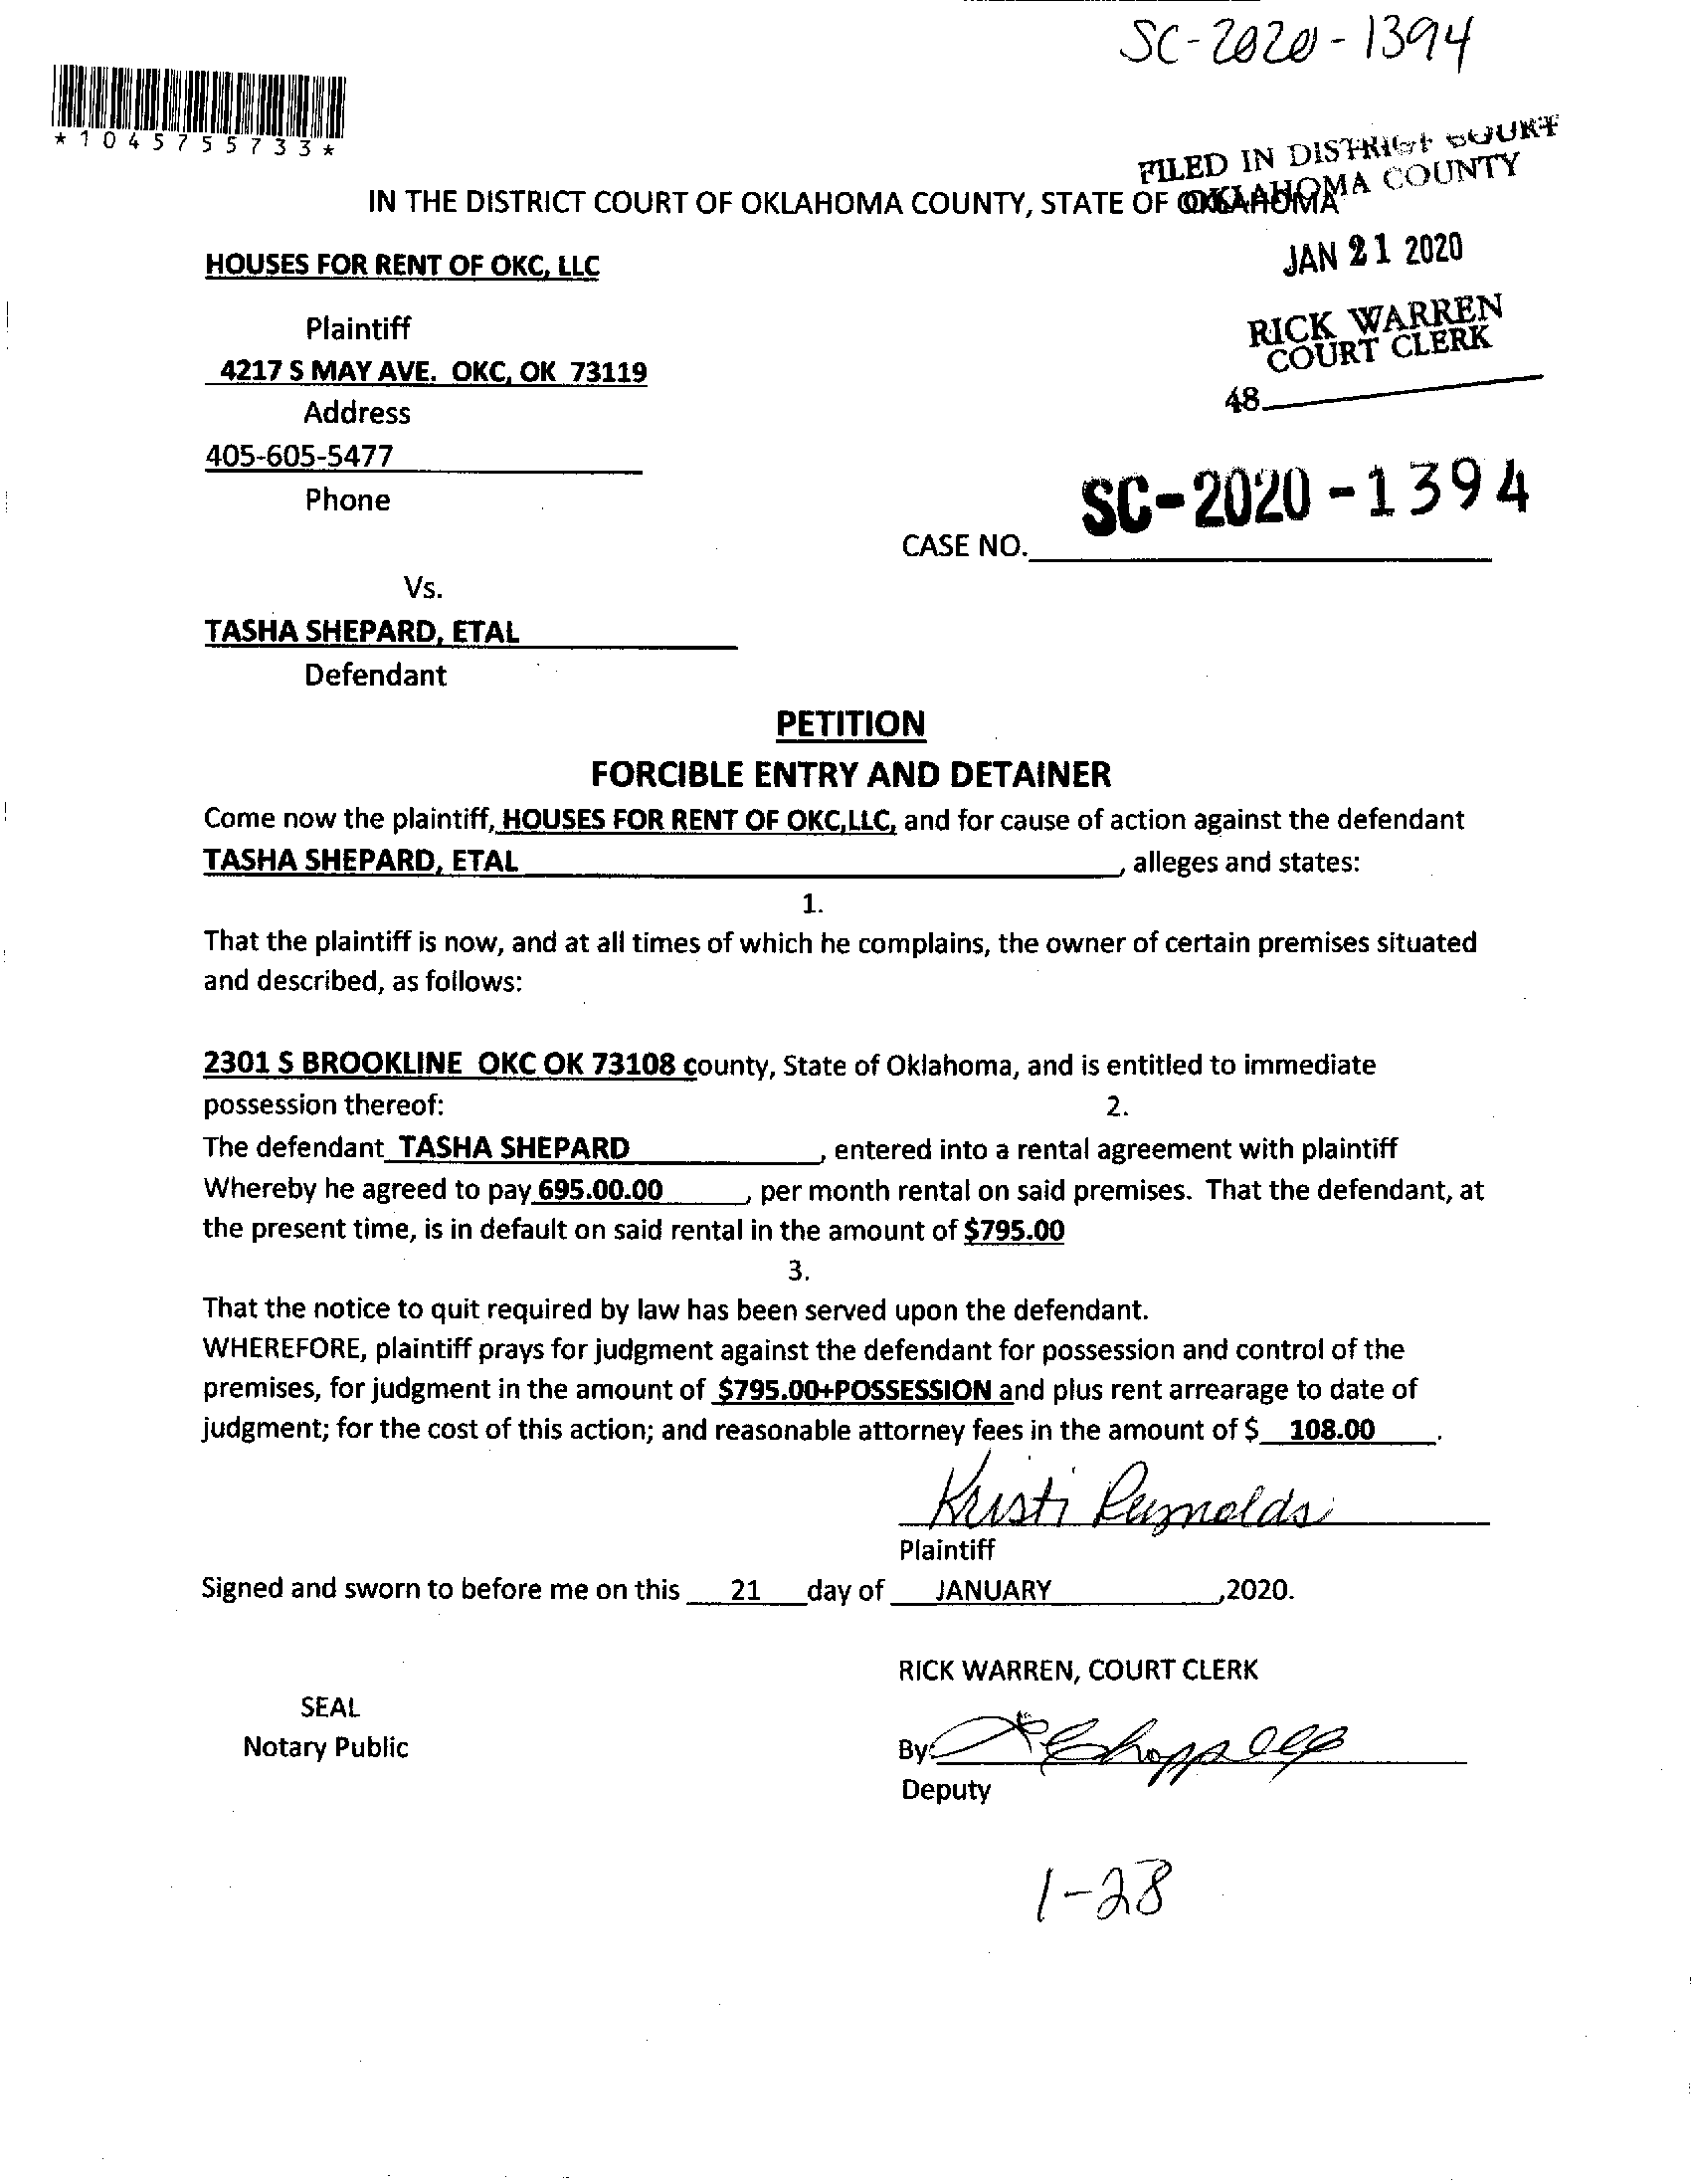 SC-2020-1394
*1045755733*
FILED IN DISTRICT COURT
OKLAHOMA COUNTY
IN THE DISTRICT COURT OF OKLAHOMA COUNTY, STATE OF OKLAHOMA
JAN 21 2020
HOUSES FOR RENT OF OKC, LLC
RICK WARREN
COURT CLERK
Plaintiff
4217 S MAY AVE. OKC, OK 73119
48
Address
405-605-5477
Phone
SC-2020-1394
CASE NO.
Vs.
TASHA SHEPARD, ETAL
Defendant
PETITION
FORCIBLE ENTRY AND DETAINER
Come now the plaintiff, HOUSES FOR RENT OF OKC,LLC, and for cause of action against the defendant
TASHA SHEPARD, ETAL , alleges and states:
1.
That the plaintiff is now, and at all times of which he complains, the owner of certain premises situated
and described, as follows:
2301 S BROOKLINE OKC OK 73108 county, State of Oklahoma, and is entitled to immediate
possession thereof: 2.
The defendant TASHA SHEPARD , entered into a rental agreement with plaintiff
Whereby he agreed to pay 695.00.00 , per month rental on said premises. That the defendant, at
the present time, is in default on said rental in the amount of $795.00
3.
That the notice to quit required by law has been served upon the defendant.
WHEREFORE, plaintiff prays for judgment against the defendant for possession and control of the
premises, for judgment in the amount of $795.00+POSSESSION and plus rent arrearage to date of
judgment; for the cost of this action; and reasonable attorney fees in the amount of $ 108.00 .
Kristi Reynolds
Plaintiff
Signed and sworn to before me on this 21 day of JANUARY ,2020.
RICK WARREN, COURT CLERK
SEAL
Notary Public
By:
Deputy
1-28